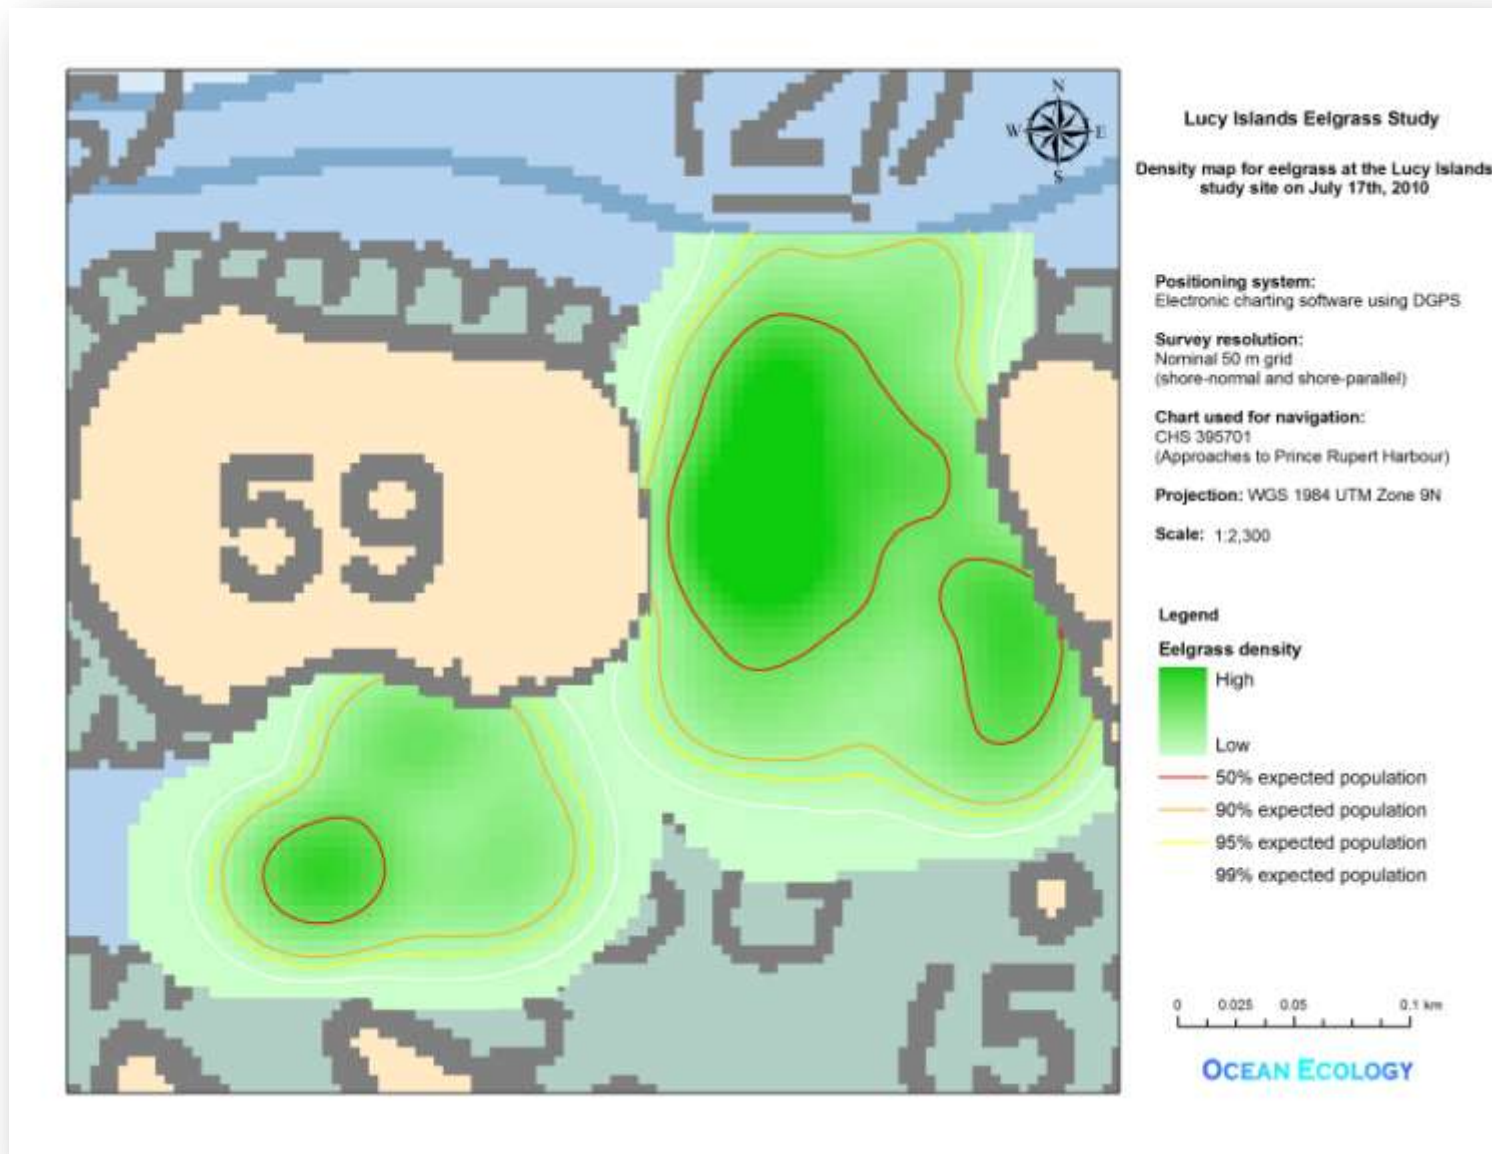 (2)
N
W E
S
59
(5
Lucy Islands Eelgrass Study
Density map for eelgrass at the Lucy Islands
study site on July 17th, 2010
Positioning system:
Electronic charting software using DGPS
Survey resolution:
Nominal 50 m grid
(shore-normal and shore-parallel)
Chart used for navigation:
CHS 395701
(Approaches to Prince Rupert Harbour)
Projection: WGS 1984 UTM Zone 9N
Scale: 1:2,300
Legend
Eelgrass density
High
Low
50% expected population
90% expected population
95% expected population
99% expected population
0 0.025 0.05 0.1 km
OCEAN ECOLOGY